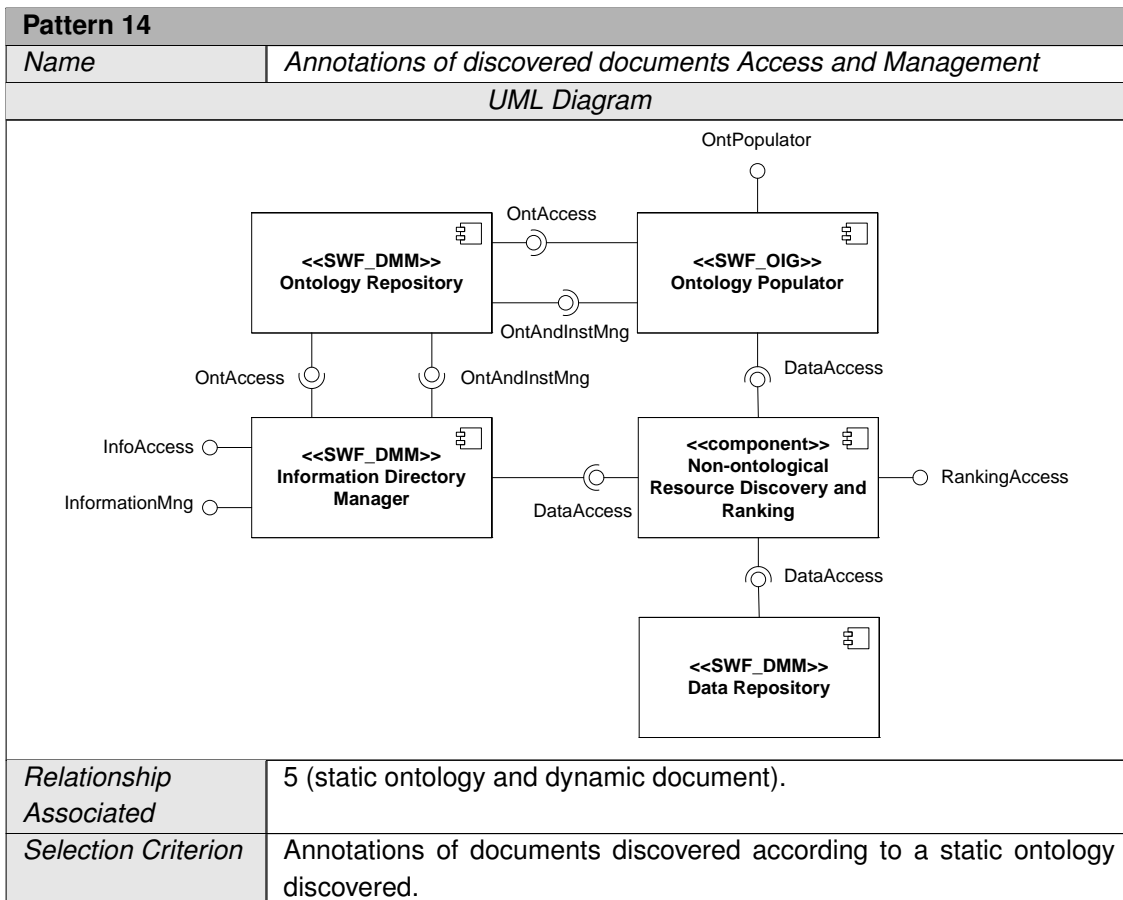 Pattern 14
Name
Annotations of discovered documents Access and Management
UML Diagram
OntPopulator
OntAccess
<<SWF_DMM>>
Ontology Repository
<<SWF_OIG>>
Ontology Populator
OntAndInstMng
OntAccess
OntAndInstMng
DataAccess
InfoAccess
InformationMng
<<SWF_DMM>>
Information Directory
Manager
DataAccess
<<component>>
Non-ontological
Resource Discovery and
Ranking
RankingAccess
DataAccess
<<SWF_DMM>>
Data Repository
Relationship
Associated
5 (static ontology and dynamic document).
Selection Criterion
Annotations of documents discovered according to a static ontology
discovered.